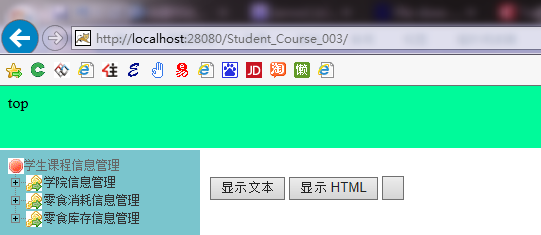 http://localhost:28080/Student_Course_003/
JD
淘
懒
top
学生课程信息管理
学院信息管理
零食消耗信息管理
零食库存信息管理
显示文本 显示 HTML